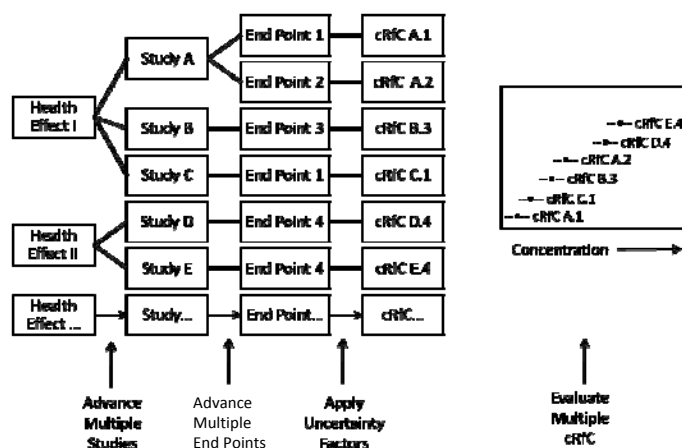 End Point 1
cRfC A.1
Study A
End Point 2
cRfC A.2
Health
Effect I
Study B
End Point 3
cRfC B.3
Study C
End Point 1
cRfC C.1
Study D
End Point 4
cRfC D.4
Health
Effect II
Study E
End Point 4
cRfC E.4
Health
Effect ...
Study...
End Point...
cRfC...
Advance
Multiple
Studies
Advance
Multiple
End Points
Apply
Uncertainty
Factors
cRfC E.4
cRfC D.4
cRfC A.2
cRfC B.3
cRfC C.1
cRfC A.1
Concentration
Evaluate
Multiple
cRfC